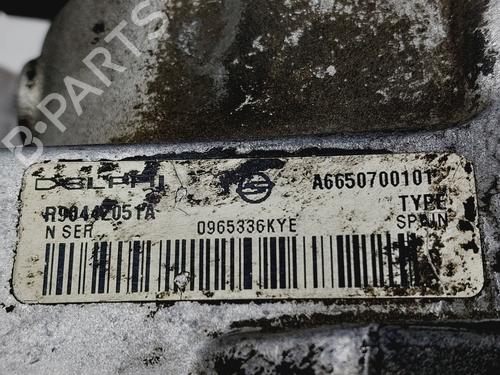 B-PARTS
DELPHI A6650700101
R9044Z051A TYPE
N SER 0965336KYE SPAIN